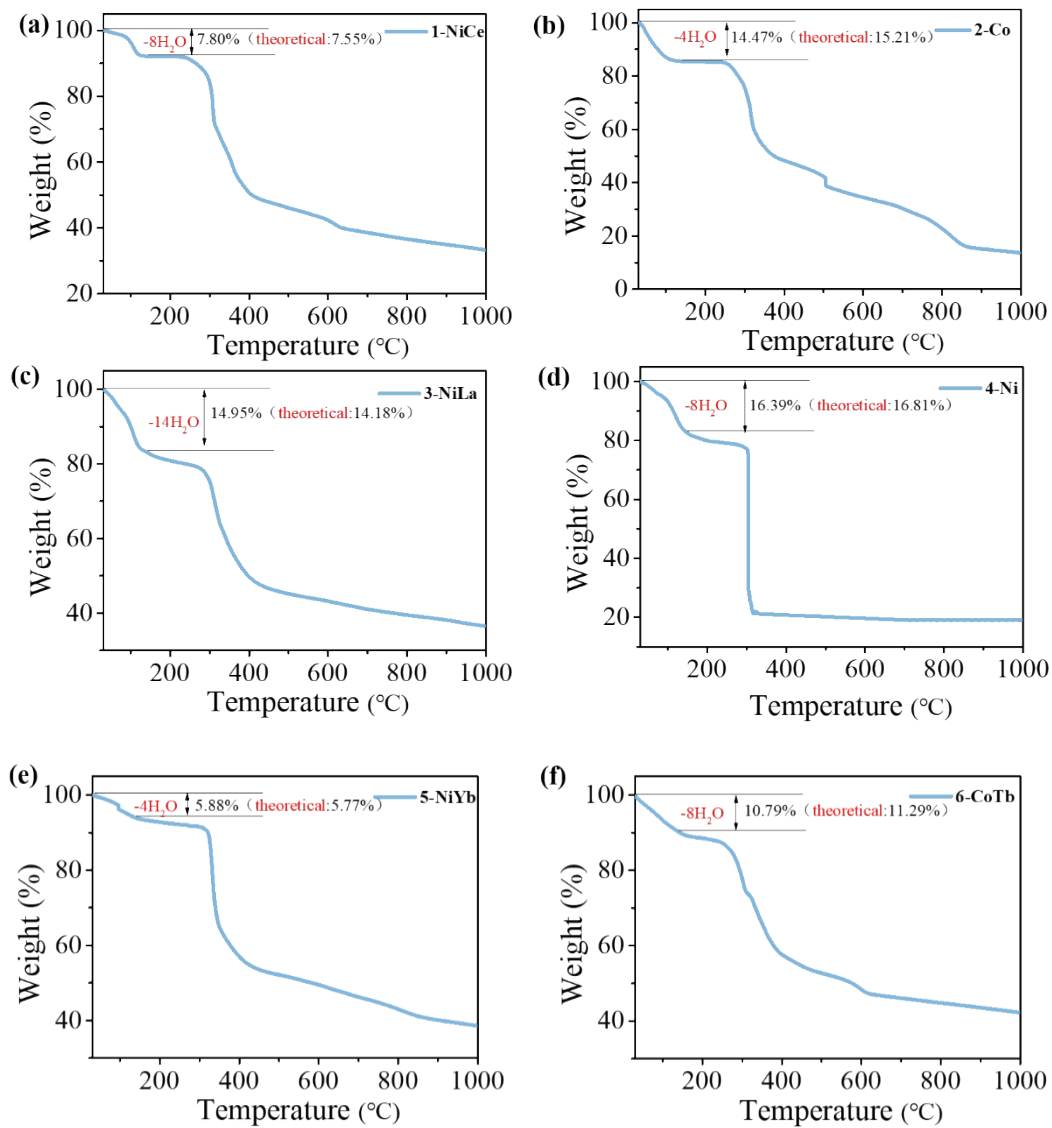 (a)
1-NiCe
-8H₂O
7.80%（theoretical:7.55%）
Weight (%)
100
80
60
40
20
200
400
600
800
1000
Temperature (℃)
(b)
2-Co
-4H₂O
14.47%（theoretical:15.21%）
Weight (%)
100
80
60
40
20
0
200
400
600
800
1000
Temperature (℃)
(c)
3-NiLa
-14H₂O
14.95%（theoretical:14.18%）
Weight (%)
100
80
60
40
200
400
600
800
1000
Temperature (℃)
(d)
4-Ni
-8H₂O
16.39%（theoretical:16.81%）
Weight (%)
100
80
60
40
20
200
400
600
800
1000
Temperature (℃)
(e)
5-NiYb
-4H₂O
5.88%（theoretical:5.77%）
Weight (%)
100
80
60
40
200
400
600
800
1000
Temperature (℃)
(f)
6-CoTb
-8H₂O
10.79%（theoretical:11.29%）
Weight (%)
100
80
60
40
200
400
600
800
1000
Temperature (℃)